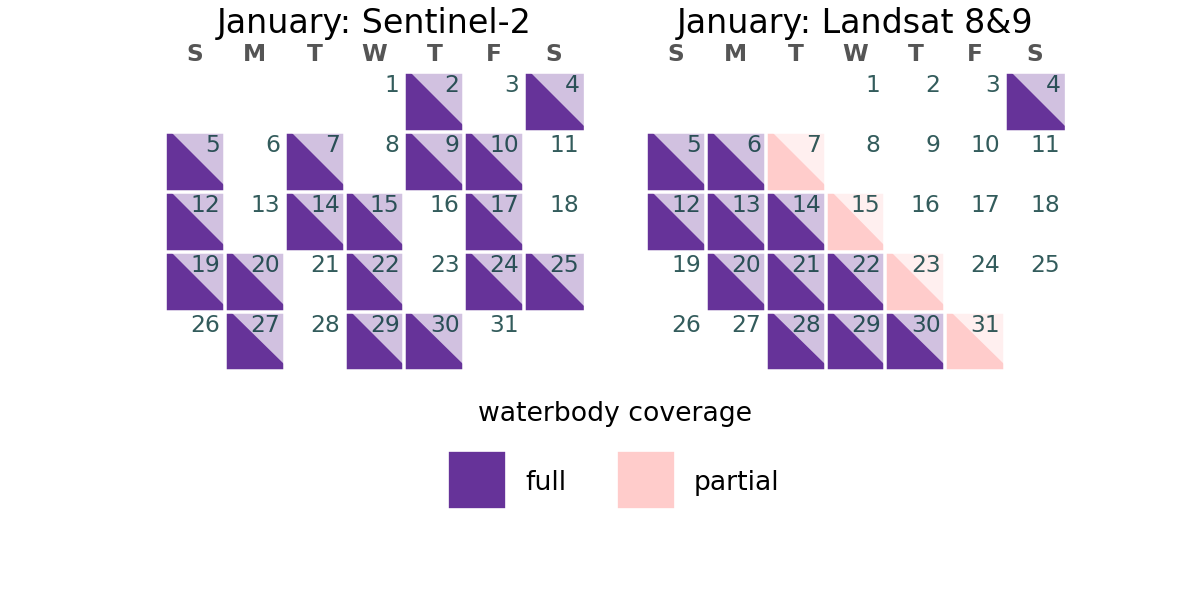 January: Sentinel-2
S M T W T F S
1 2 3 4
5 6 7 8 9 10 11
12 13 14 15 16 17 18
19 20 21 22 23 24 25
26 27 28 29 30 31
January: Landsat 8&9
S M T W T F S
1 2 3 4
5 6 7 8 9 10 11
12 13 14 15 16 17 18
19 20 21 22 23 24 25
26 27 28 29 30 31
waterbody coverage
full
partial